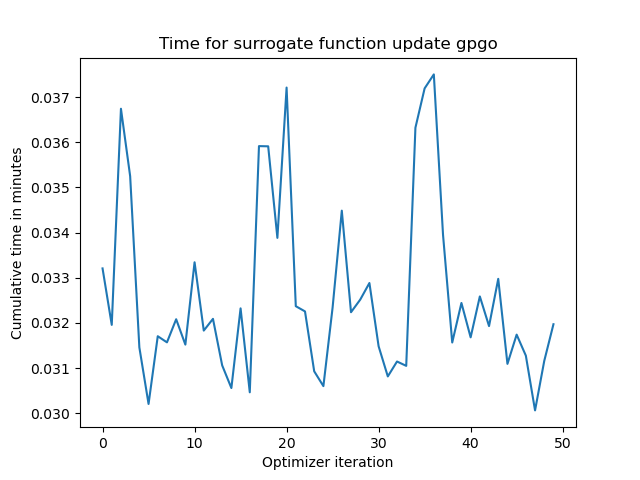 Time for surrogate function update gpgo
Cumulative time in minutes
0.037
0.036
0.035
0.034
0.033
0.032
0.031
0.030
0 10 20 30 40 50
Optimizer iteration